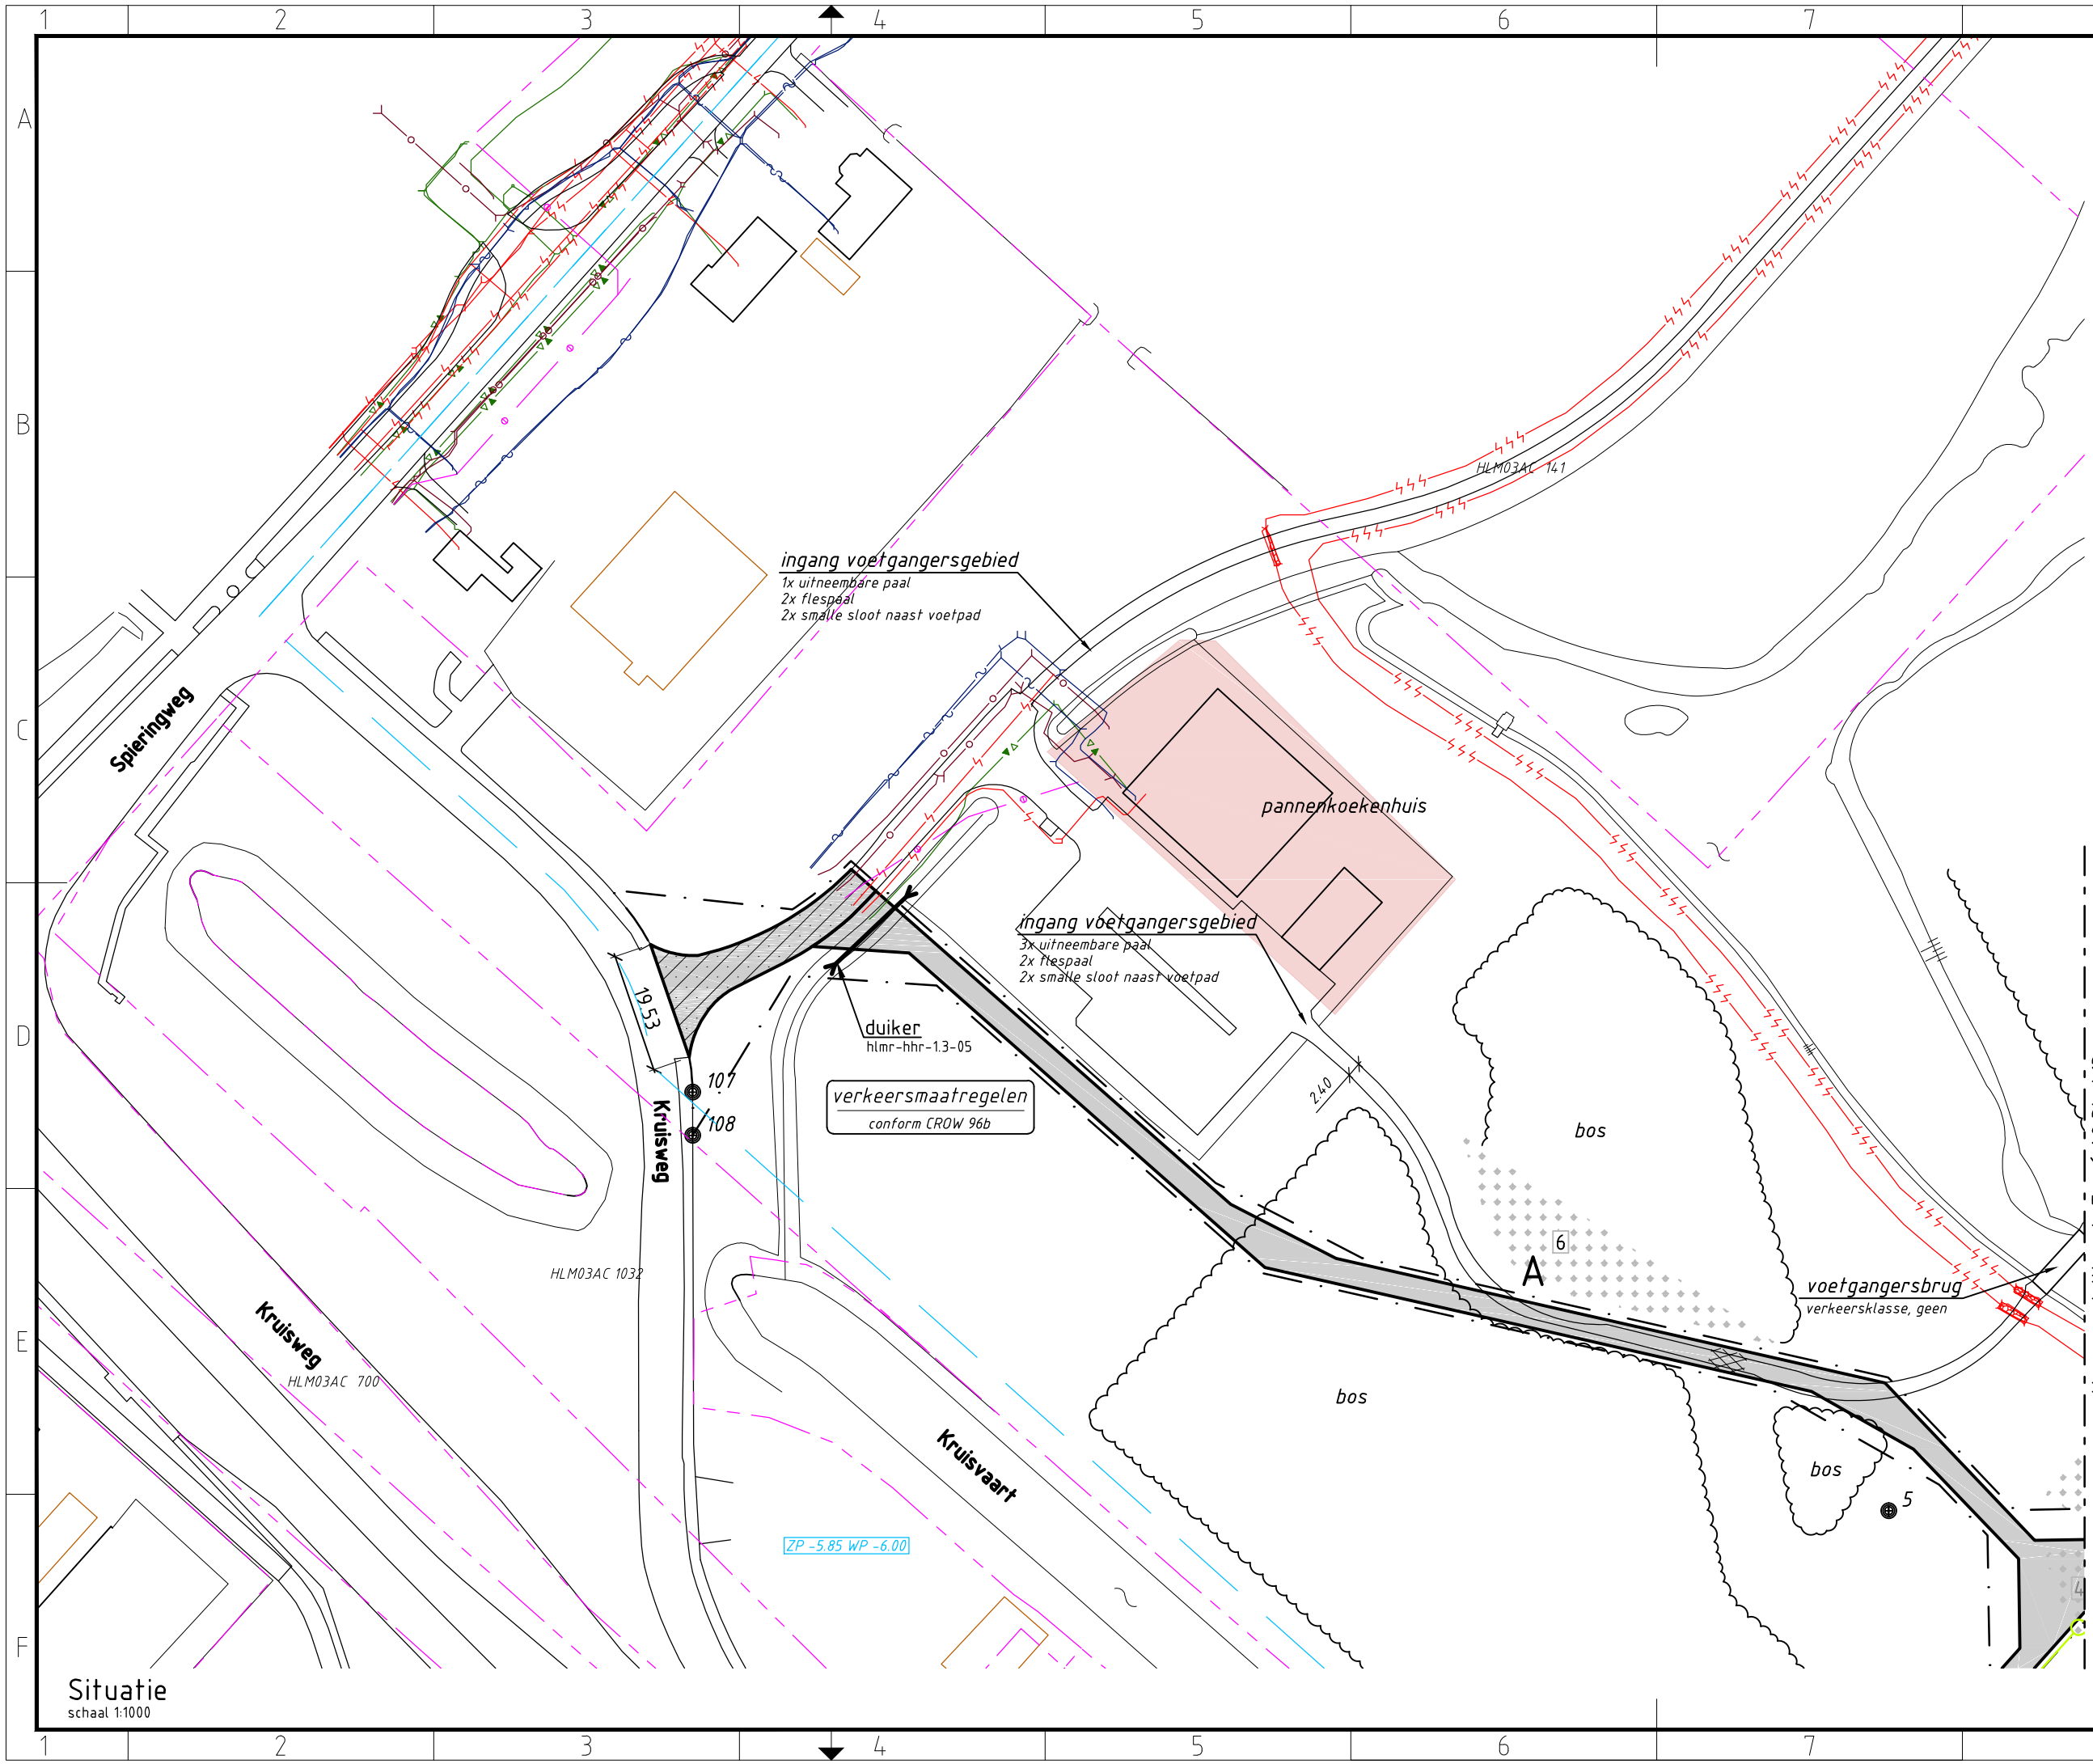 1 2 3 4 5 6 7
A
B
C
D
E
F
HLM03AC 141
ingang voetgangersgebied
1x uitneembare paal
2x flespaal
2x smalle sloot naast voetpad
Spieringweg
pannenkoekenhuis
ingang voetgangersgebied
3x uitneembare paal
2x flespaal
2x smalle sloot naast voetpad
19.53
duiker
hlmr-hhr-1.3-05
107
108
2.40
verkeersmaatregelen
conform CROW 96b
Kruisweg
bos
6
A
HLM03AC 1032
voetgangersbrug
verkeersklasse, geen
Kruisweg
HLM03AC 700
bos
Kruisvaart
bos
5
ZP -5.85 WP -6.00
4
Situatie
schaal 1:1000
1 2 3 4 5 6 7